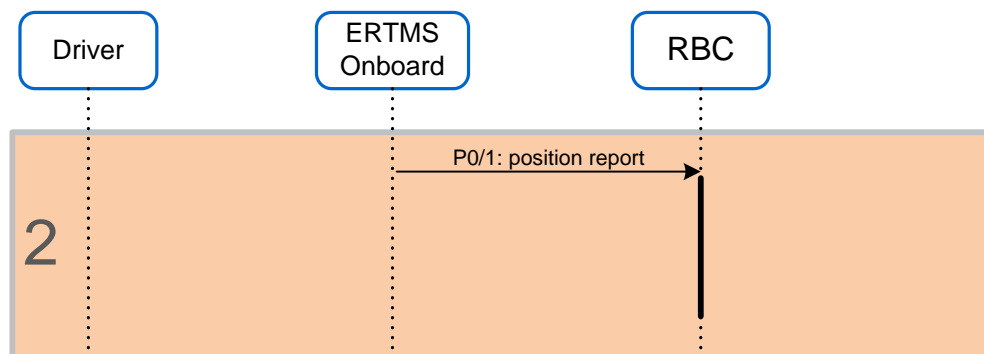 Driver
ERTMS
Onboard
RBC
P0/1: position report
2